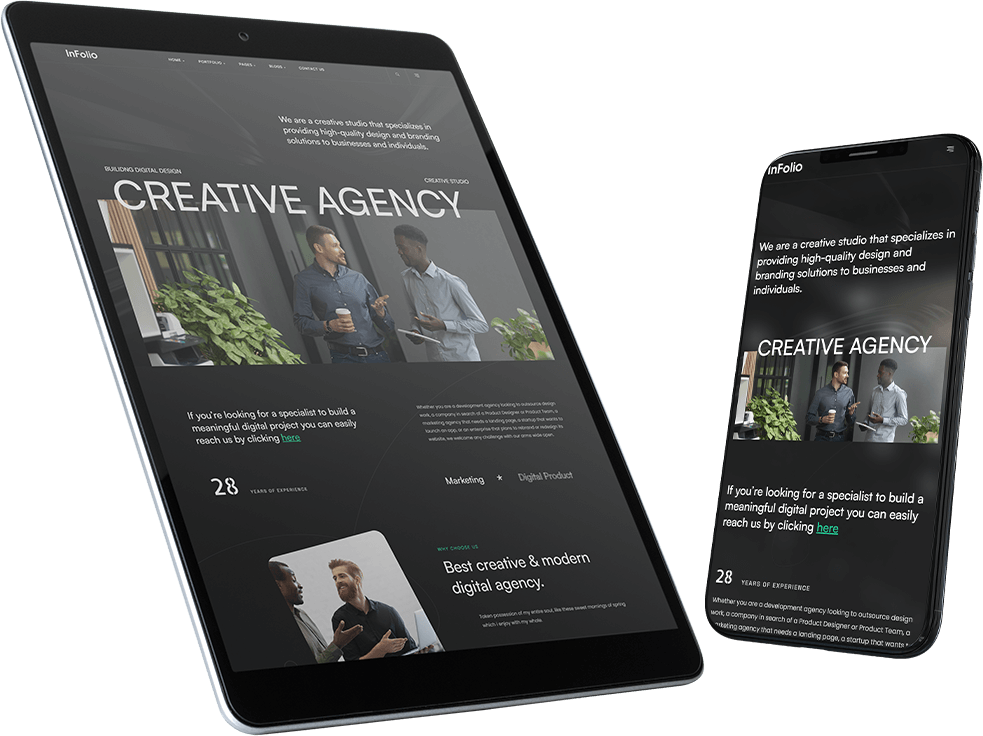 InFolio
HOME PORTFOLIO PAGES BLOGS CONTACT US
We are a creative studio that specializes in
providing high-quality design and branding
solutions to businesses and individuals.
BUILIDNG DIGITAL DESIGN
CREATIVE STUDIO
CREATIVE AGENCY
If you're looking for a specialist to build a
meaningful digital project you can easily
reach us by clicking here
Whether you are a development agency looking to outsource design
work, a company in search of a Product Designer or Product Team, a
marketing agency that needs a landing page, a startup that wants to
launch an app, or an enterprise that plans to rebrand or redesign its
website, we welcome any challenge with our arms wide open.
28 YEARS OF EXPERIENCE
Marketing * Digital Product
WHY CHOOSE US
Best creative & modern
digital agency.
Taken possession of my entire soul, like these sweet mornings of spring
which i enjoy with my whole.
inFolio
We are a creative studio that specializes in
providing high-quality design and
branding solutions to businesses and
individuals.
CREATIVE AGENCY
If you're looking for a specialist to build a
meaningful digital project you can easily
reach us by clicking here
28 YEARS OF EXPERIENCE
Whether you are a development agency looking to outsource design
work, a company in search of a Product Designer or Product Team, a
marketing agency that needs a landing page, a startup that wants